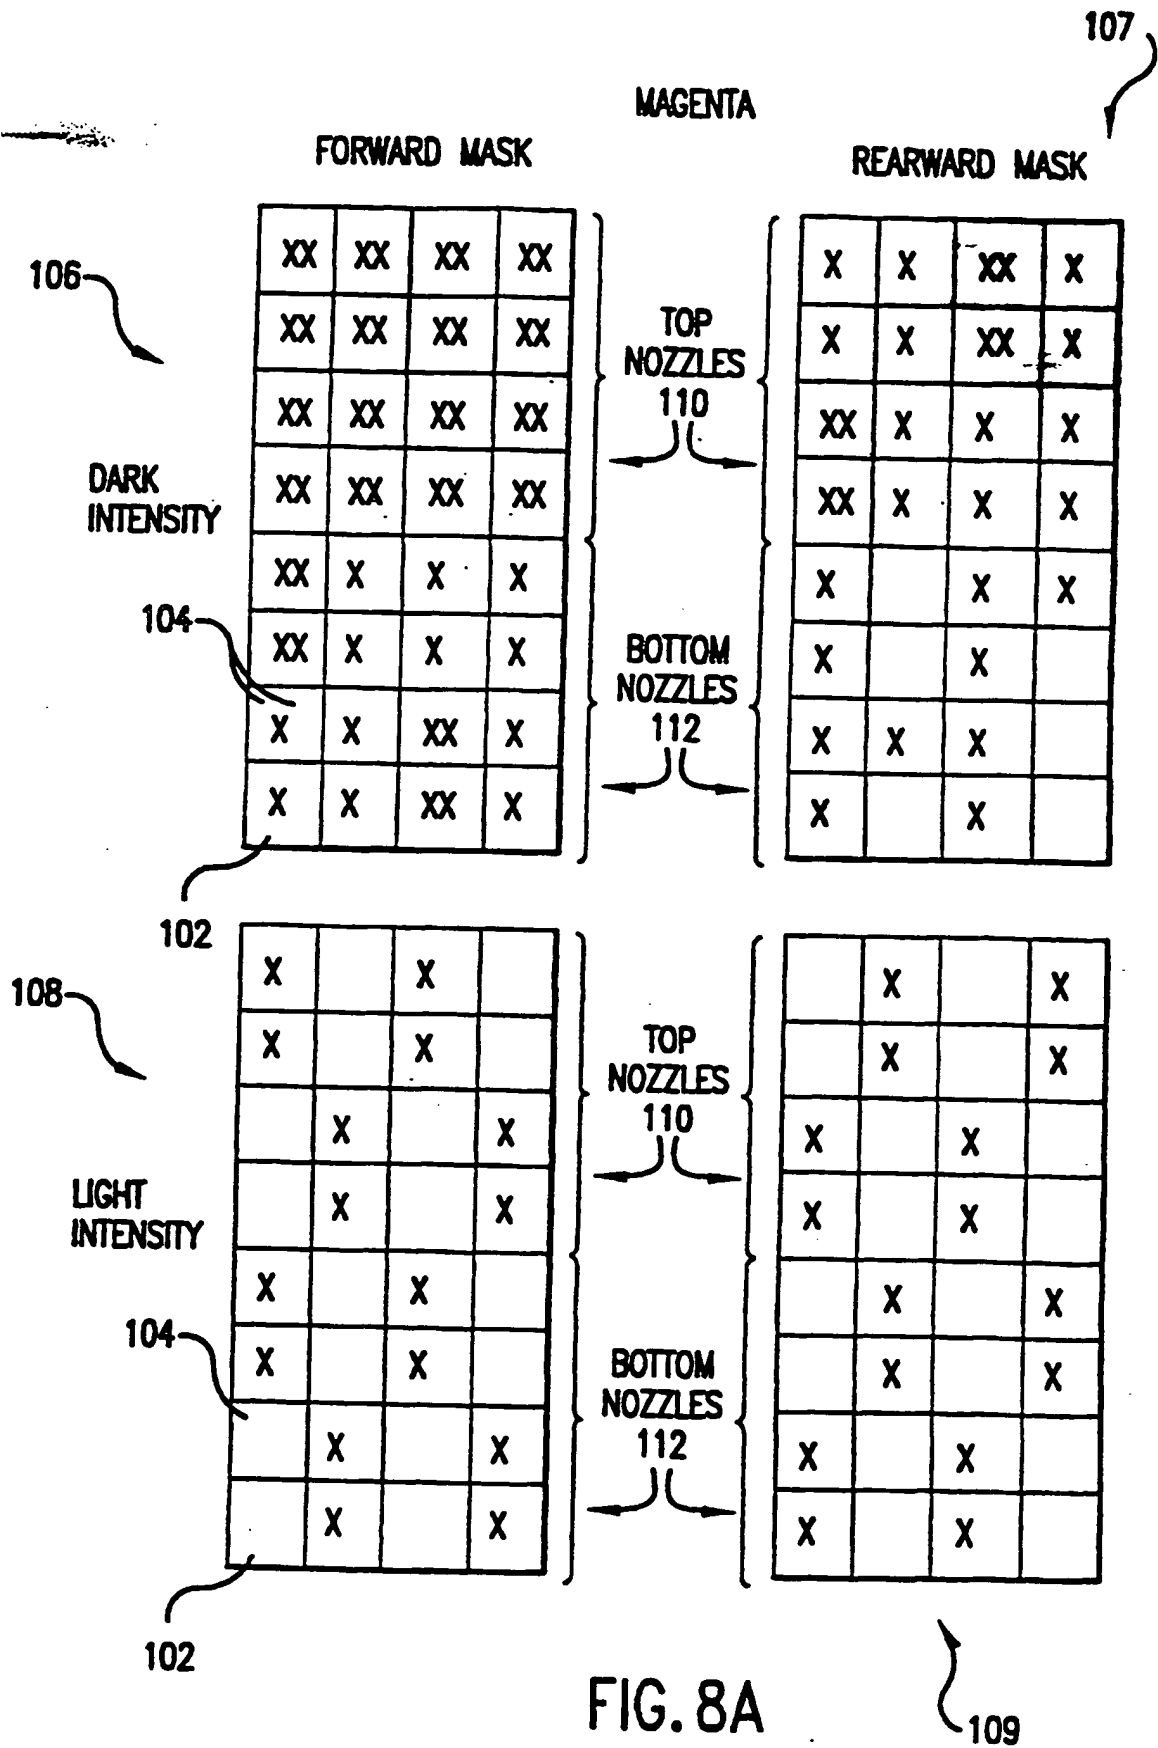 107
MAGENTA
FORWARD MASK
REARWARD MASK
XX XX XX XX
XX XX XX XX
XX XX XX XX
XX XX XX XX
XX X X X
XX X X X
X X XX X
X X XX X
106
DARK
INTENSITY
104
102
TOP
NOZZLES
110
BOTTOM
NOZZLES
112
X X XX X
X X XX X
XX X X X
XX X X X
X X X
X X
X X X
X X
108
LIGHT
INTENSITY
104
102
X X
X X
X X
X X
X X
X X
X X
X X
TOP
NOZZLES
110
BOTTOM
NOZZLES
112
X X
X X
X X
X X
X X
X X
X X
X X
109
FIG. 8A